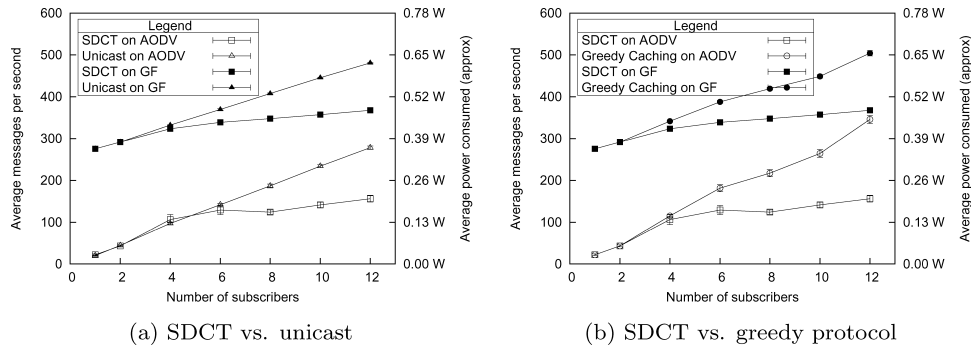 600
500
400
300
200
100
0
Average messages per second
0.78 W
0.65 W
0.52 W
0.39 W
0.26 W
0.13 W
0.00 W
Average power consumed (approx)
Legend
SDCT on AODV
Unicast on AODV
SDCT on GF
Unicast on GF
0 2 4 6 8 10 12
Number of subscribers
(a) SDCT vs. unicast
600
500
400
300
200
100
0
Average messages per second
0.78 W
0.65 W
0.52 W
0.39 W
0.26 W
0.13 W
0.00 W
Average power consumed (approx)
Legend
SDCT on AODV
Greedy Caching on AODV
SDCT on GF
Greedy Caching on GF
0 2 4 6 8 10 12
Number of subscribers
(b) SDCT vs. greedy protocol